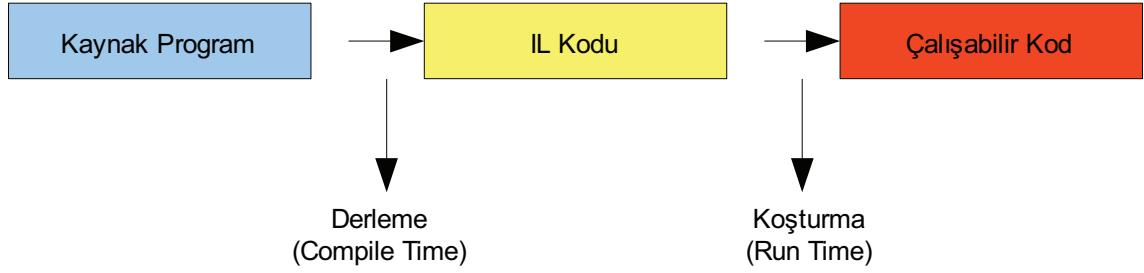 Kaynak Program
IL Kodu
Çalışabilir Kod
Derleme
(Compile Time)
Koşturma
(Run Time)